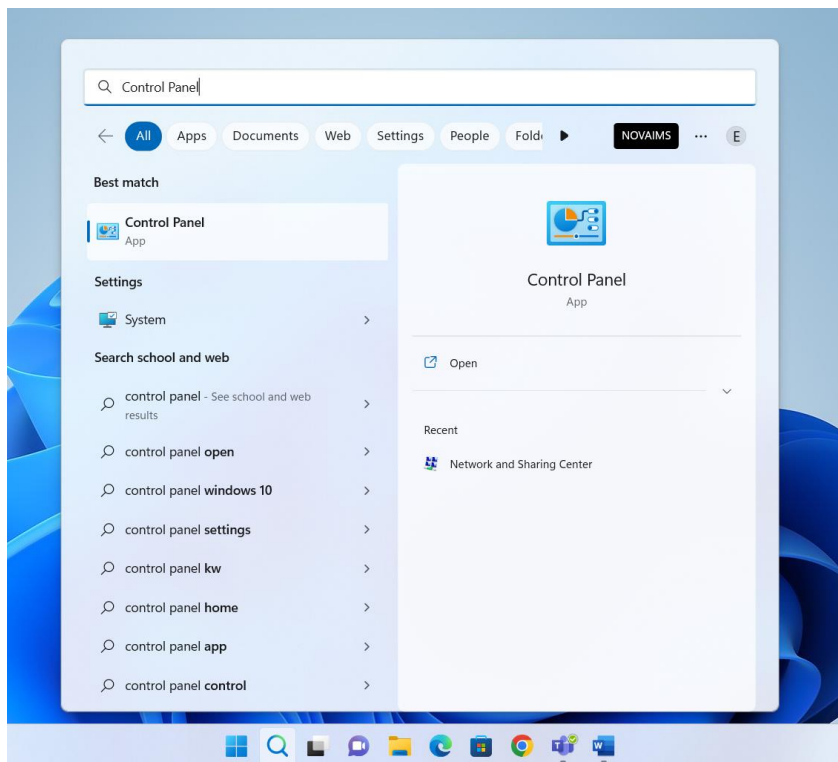 Control Panel
All Apps Documents Web Settings People Folde NOVAIMS ... E
Best match
Control Panel
App
Settings
System
Search school and web
control panel - See school and web
results
control panel open
control panel windows 10
control panel settings
control panel kw
control panel home
control panel app
control panel control
Control Panel
App
Open
Recent
Network and Sharing Center